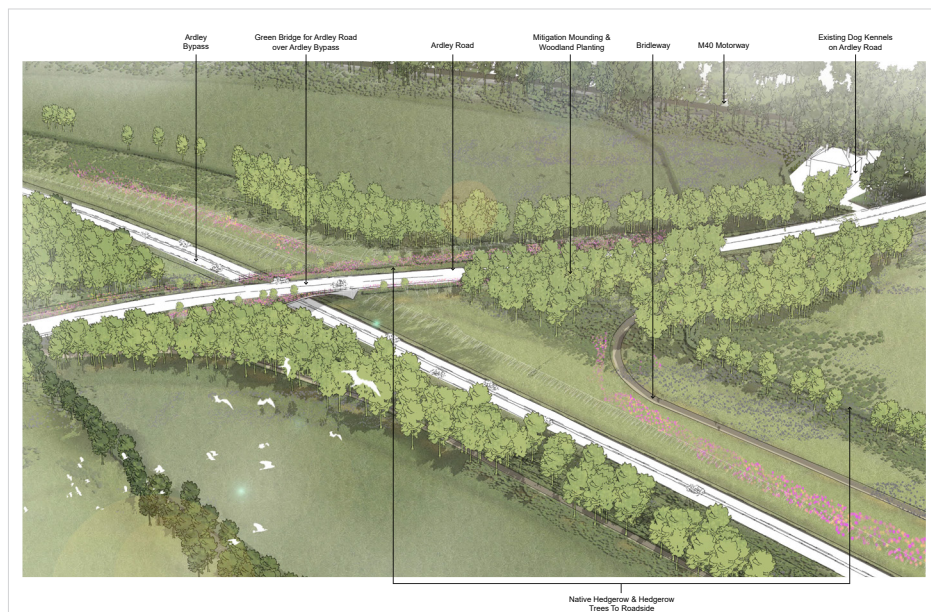 Ardley
Bypass
Green Bridge for Ardley Road
over Ardley Bypass
Ardley Road
Mitigation Mounding &
Woodland Planting
Bridleway
M40 Motorway
Existing Dog Kennels
on Ardley Road
Native Hedgerow & Hedgerow
Trees To Roadside